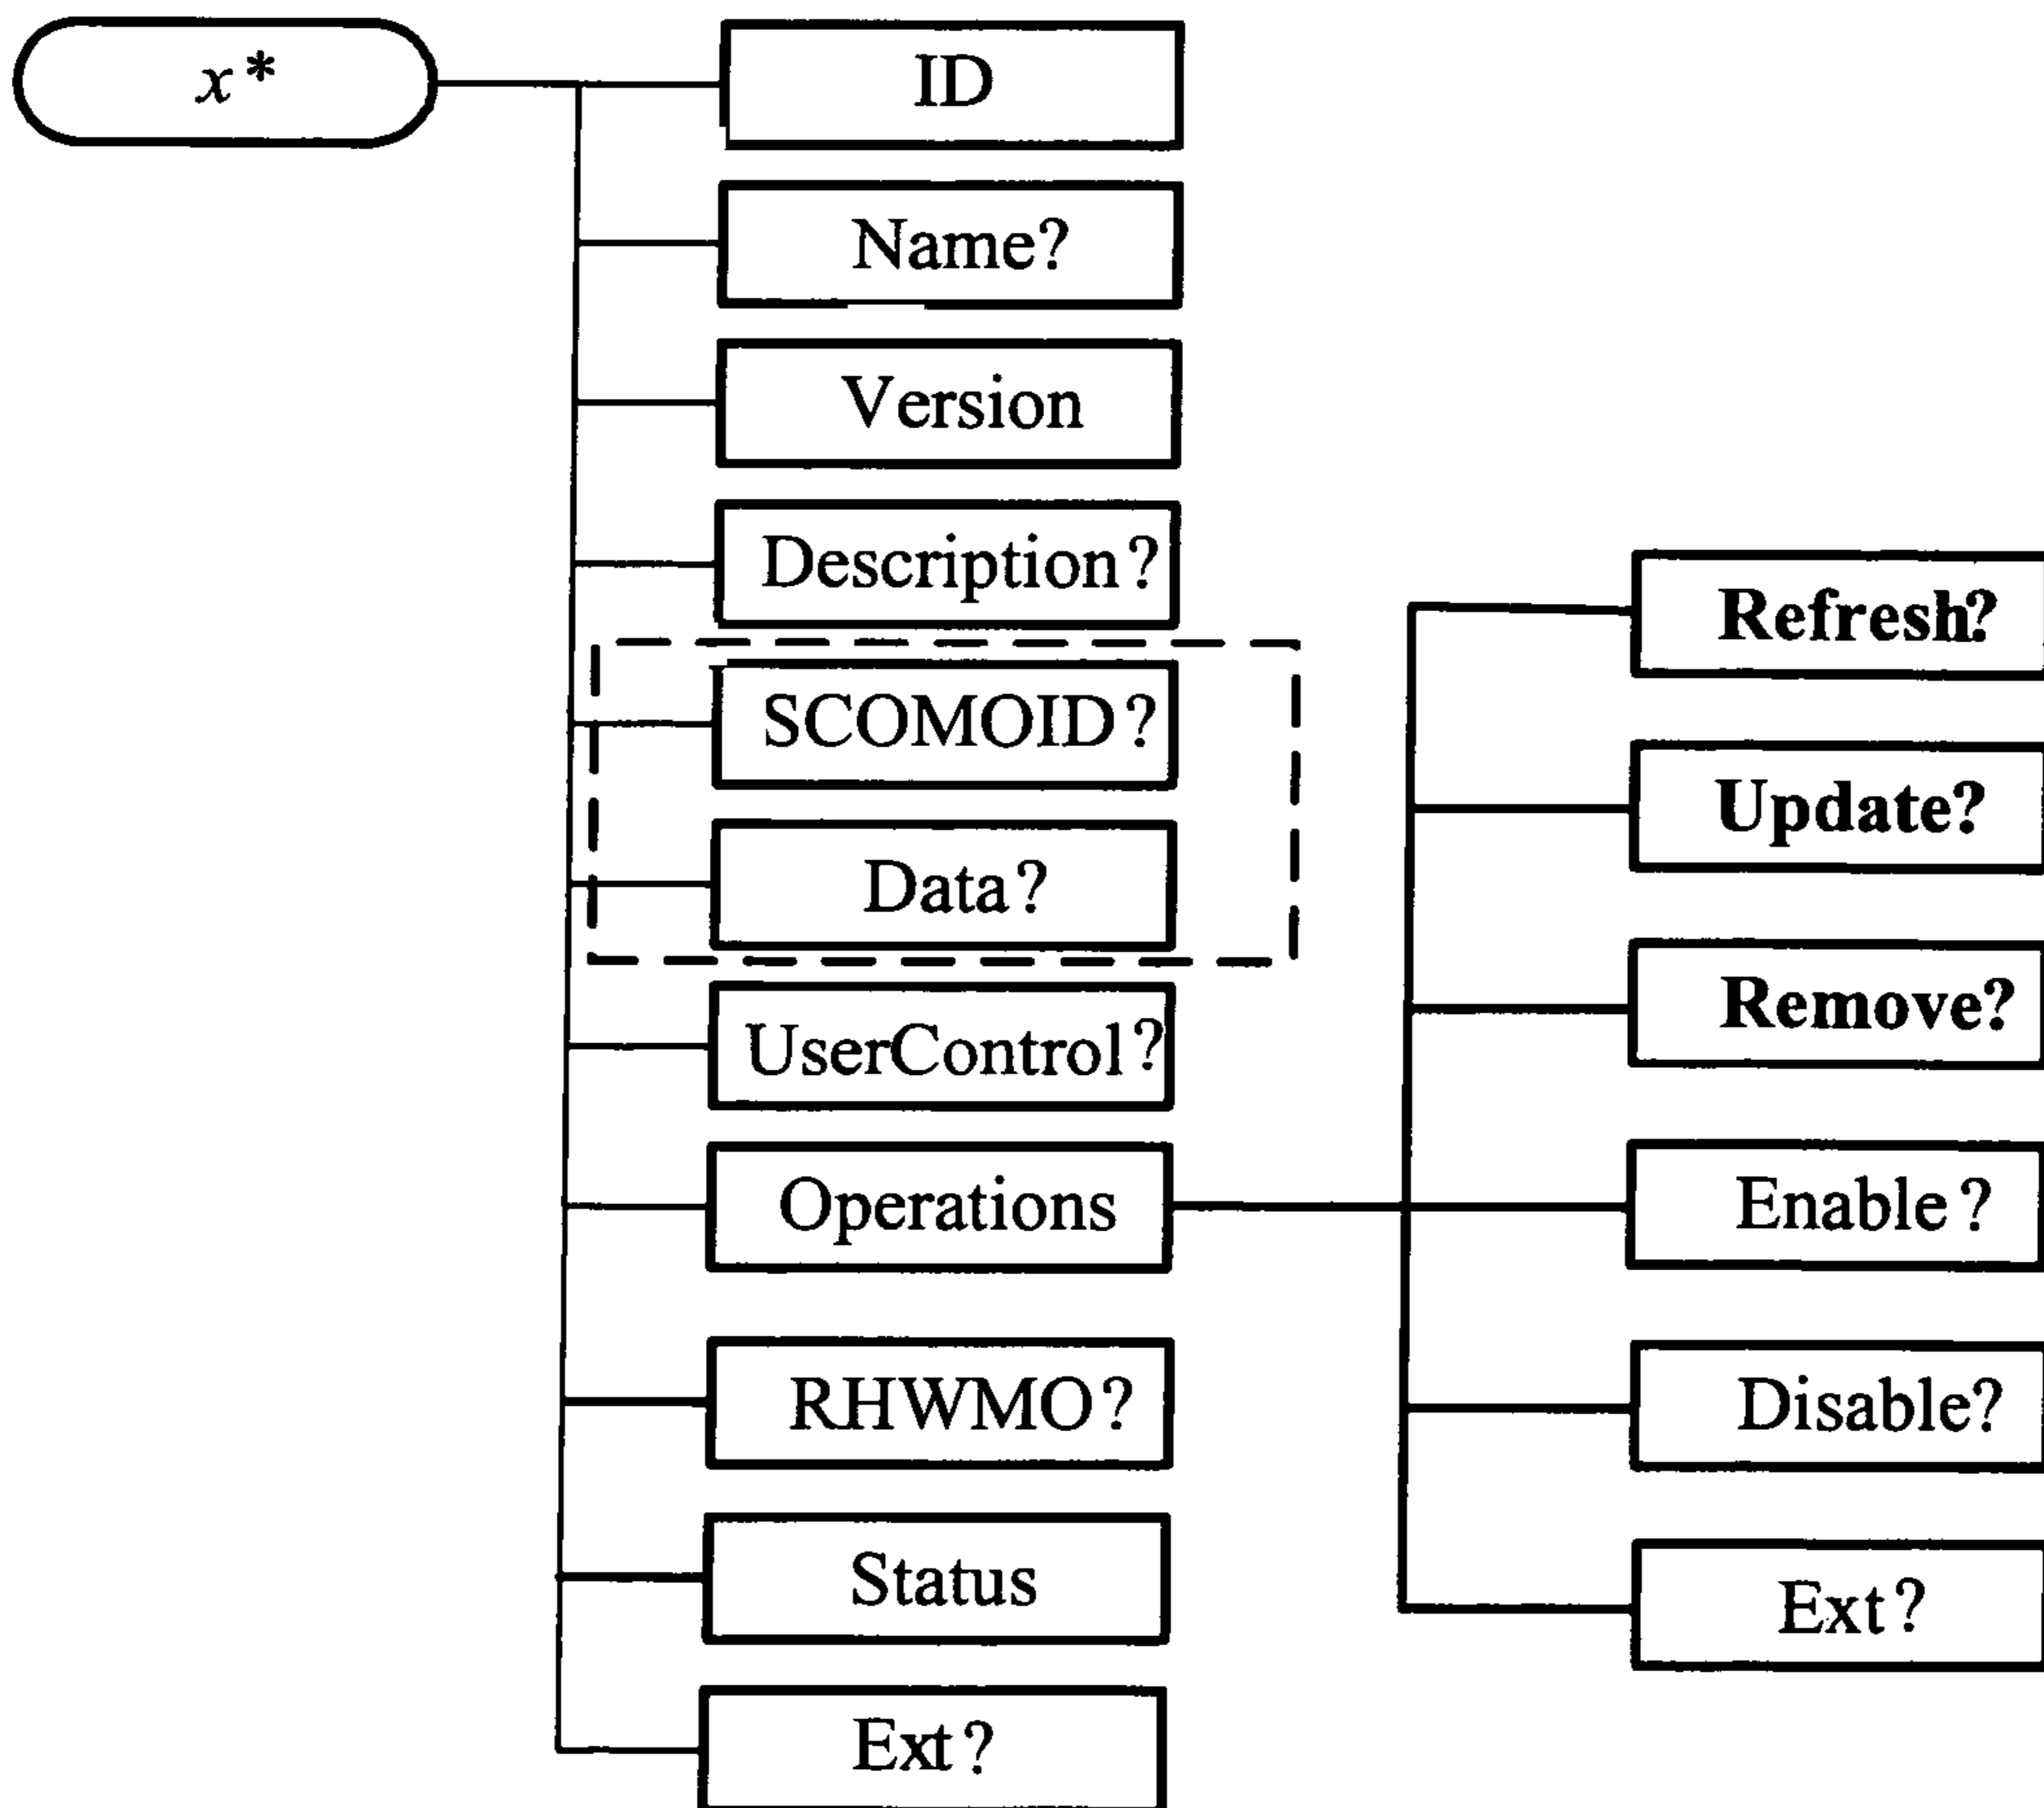 x*
ID
Name?
Version
Description?
SCOMOID?
Data?
UserControl?
Operations
RHWMO?
Status
Ext?
Refresh?
Update?
Remove?
Enable?
Disable?
Ext?